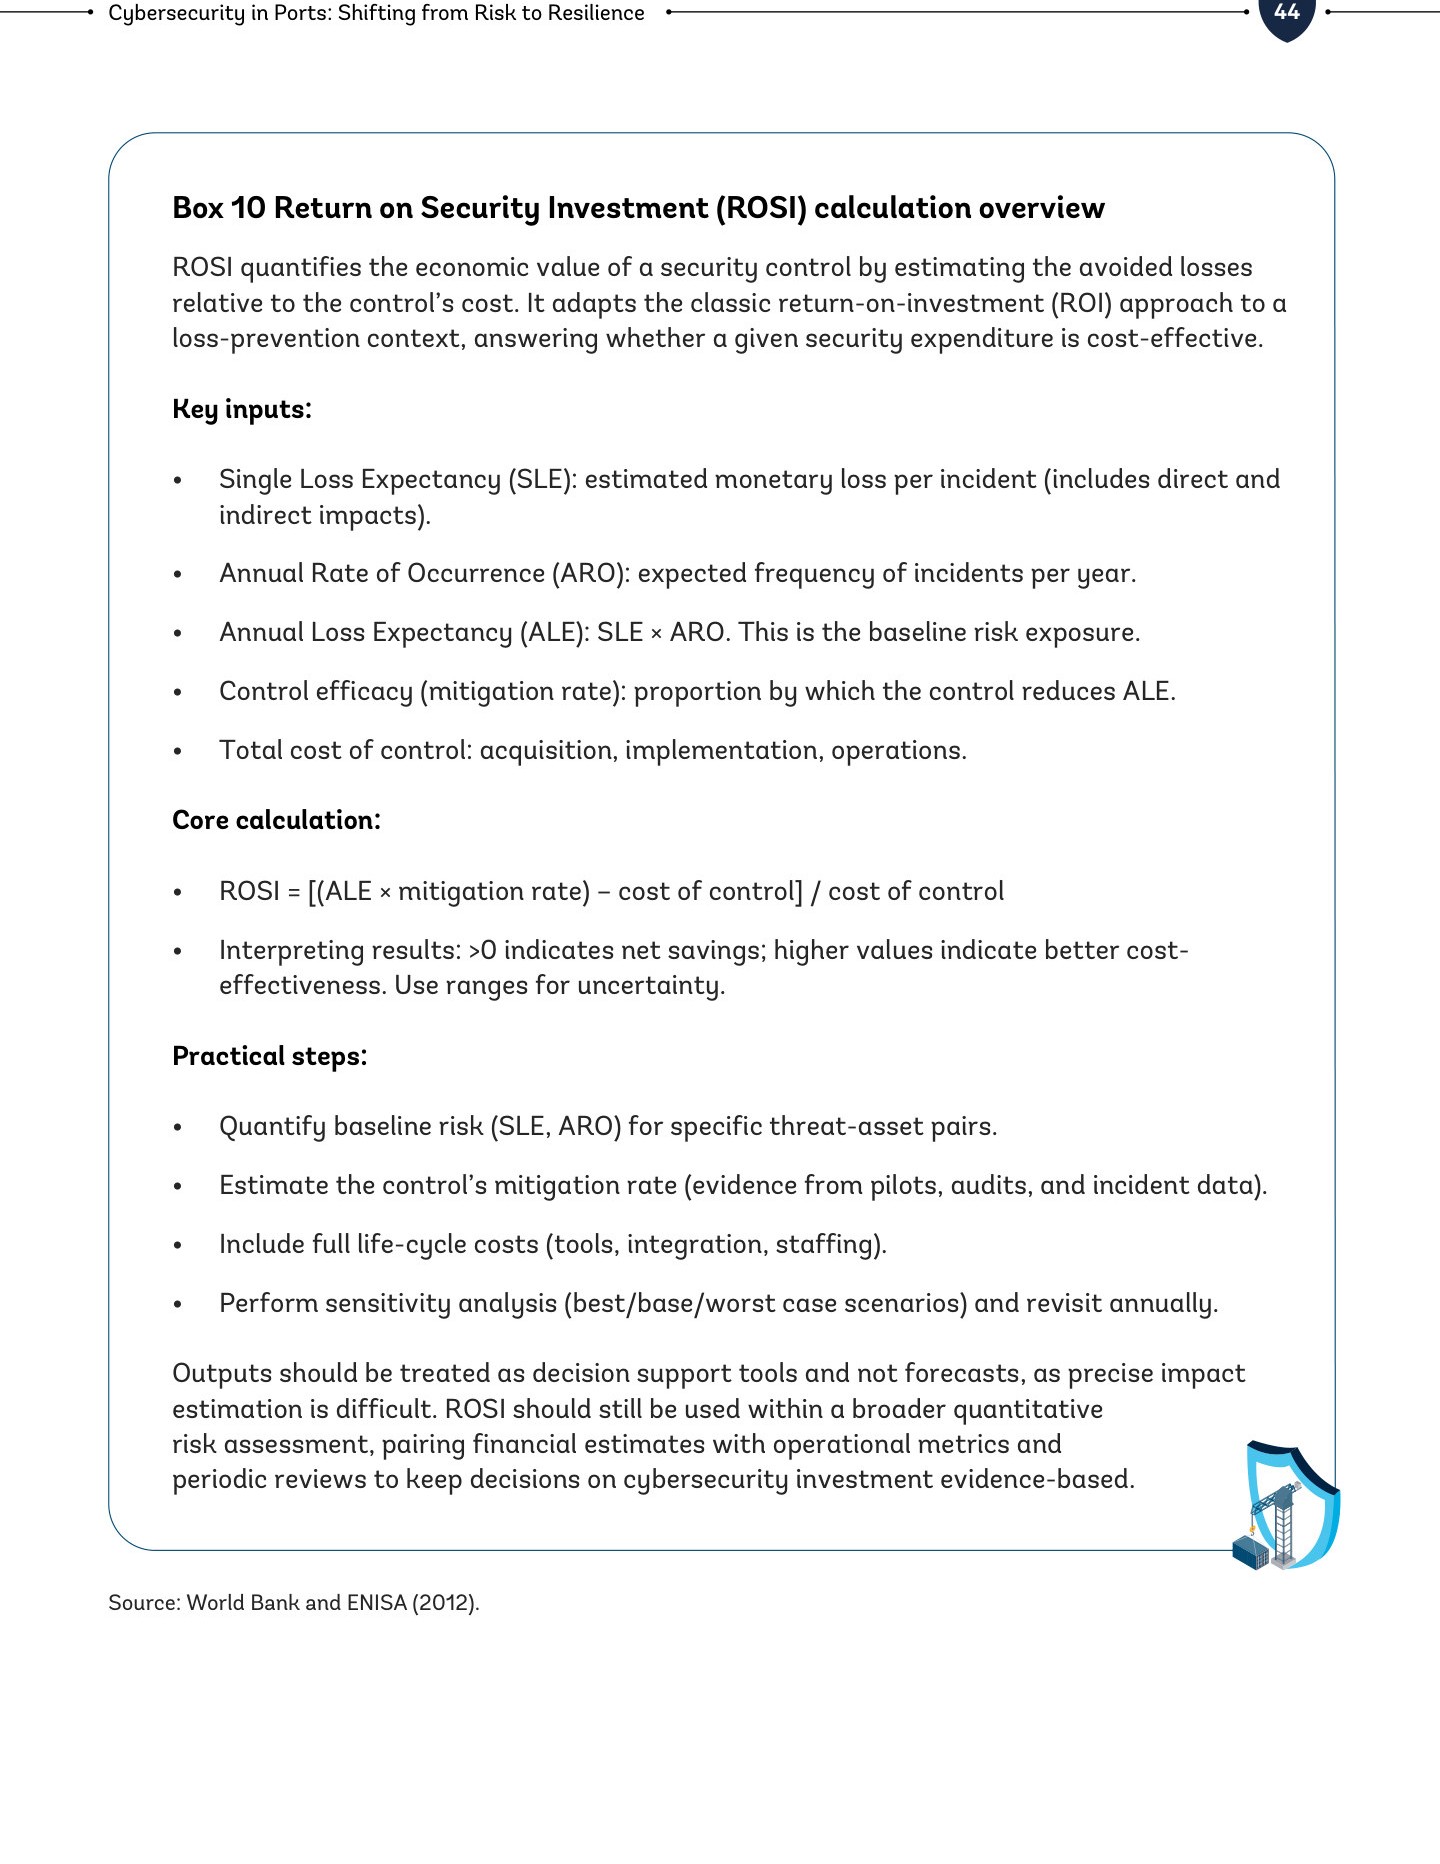 Cybersecurity in Ports: Shifting from Risk to Resilience
44
Box 10 Return on Security Investment (ROSI) calculation overview
ROSI quantifies the economic value of a security control by estimating the avoided losses
relative to the control’s cost. It adapts the classic return-on-investment (ROI) approach to a
loss-prevention context, answering whether a given security expenditure is cost-effective.
Key inputs:
• Single Loss Expectancy (SLE): estimated monetary loss per incident (includes direct and
indirect impacts).
• Annual Rate of Occurrence (ARO): expected frequency of incidents per year.
• Annual Loss Expectancy (ALE): SLE × ARO. This is the baseline risk exposure.
• Control efficacy (mitigation rate): proportion by which the control reduces ALE.
• Total cost of control: acquisition, implementation, operations.
Core calculation:
• ROSI = [(ALE × mitigation rate) – cost of control] / cost of control
• Interpreting results: >0 indicates net savings; higher values indicate better cost-
effectiveness. Use ranges for uncertainty.
Practical steps:
• Quantify baseline risk (SLE, ARO) for specific threat-asset pairs.
• Estimate the control’s mitigation rate (evidence from pilots, audits, and incident data).
• Include full life-cycle costs (tools, integration, staffing).
• Perform sensitivity analysis (best/base/worst case scenarios) and revisit annually.
Outputs should be treated as decision support tools and not forecasts, as precise impact
estimation is difficult. ROSI should still be used within a broader quantitative
risk assessment, pairing financial estimates with operational metrics and
periodic reviews to keep decisions on cybersecurity investment evidence-based.
Source: World Bank and ENISA (2012).